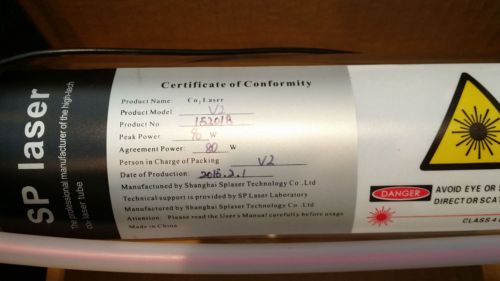 SP laser
The professional manufacturer of the high-tech
co2 laser tube
Certificate of Conformity
Product Name: Co₂ Laser
Product Model: V2
Product No
Peak Power: 90 W
Agreement Power: 80 W
Person in Charge of Packing: V2
Date of Production: 2016.2.1
Manufactuned by Shanghai Splaser Technology Co .,Ltd
Technical support is provided by SP Laser Laboratory
Manufactured by Shanghai Splaser Technology Co .,Ltd
Attention: Please read the User's Manual carefully before usage
Made in China
DANGER
AVOID EYE OR
DIRECT OR SCAT
CLASS 4